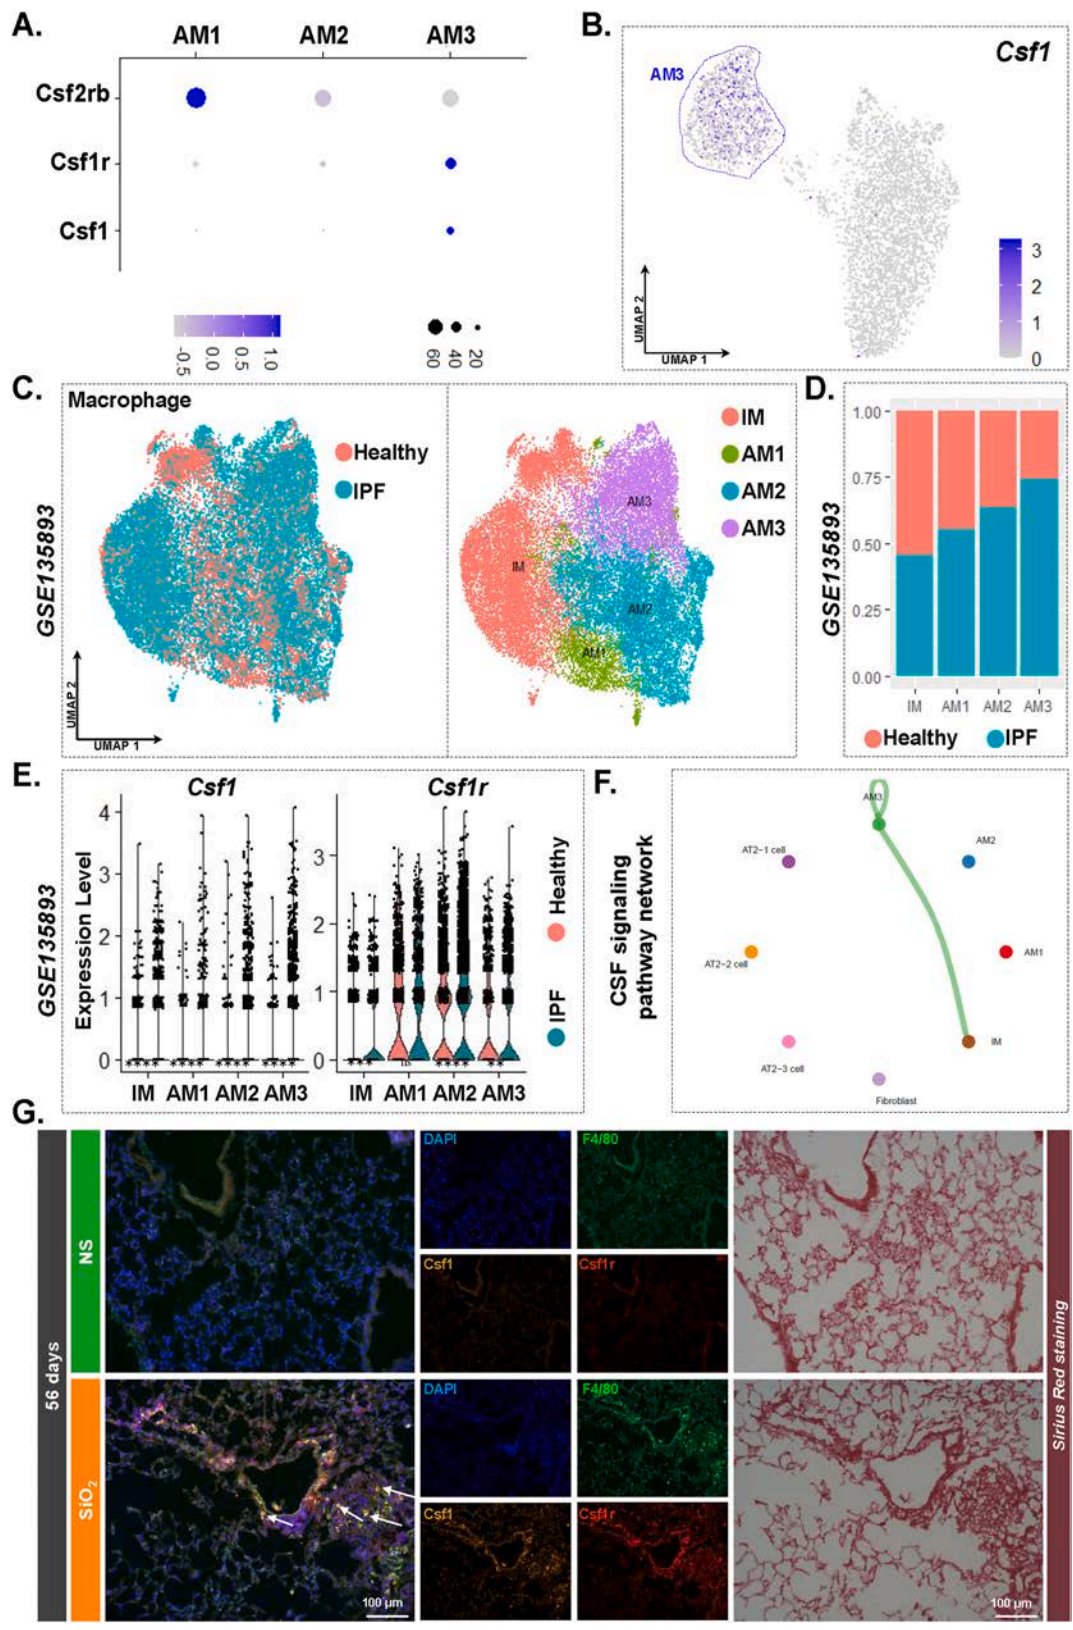 A.
AM1 AM2 AM3
Csf2rb
Csf1r
Csf1
-0.5 0.0 0.5 1.0
60 40 20
B.
Csf1
AM3
3
2
1
0
UMAP 2
UMAP 1
C.
Macrophage
GSE135893
Healthy
IPF
UMAP 2
UMAP 1
IM
AM1
AM2
AM3
AM3
IM
AM2
AM1
D.
GSE135893
1.00
0.75
0.50
0.25
0.00
IM AM1 AM2 AM3
Healthy IPF
E.
GSE135893
Expression Level
Csf1
4
3
2
1
0
IM AM1 AM2 AM3
Csf1r
3
2
1
0
ns
IM AM1 AM2 AM3
Healthy
IPF
F.
CSF signaling
pathway network
AM3
AM2
AM1
IM
Fibroblast
AT2-3 cell
AT2-2 cell
AT2-1 cell
G.
56 days
NS
DAPI
F4/80
Csf1
Csf1r
SiO₂
DAPI
F4/80
Csf1
Csf1r
100 μm
100 μm
Sirius Red staining